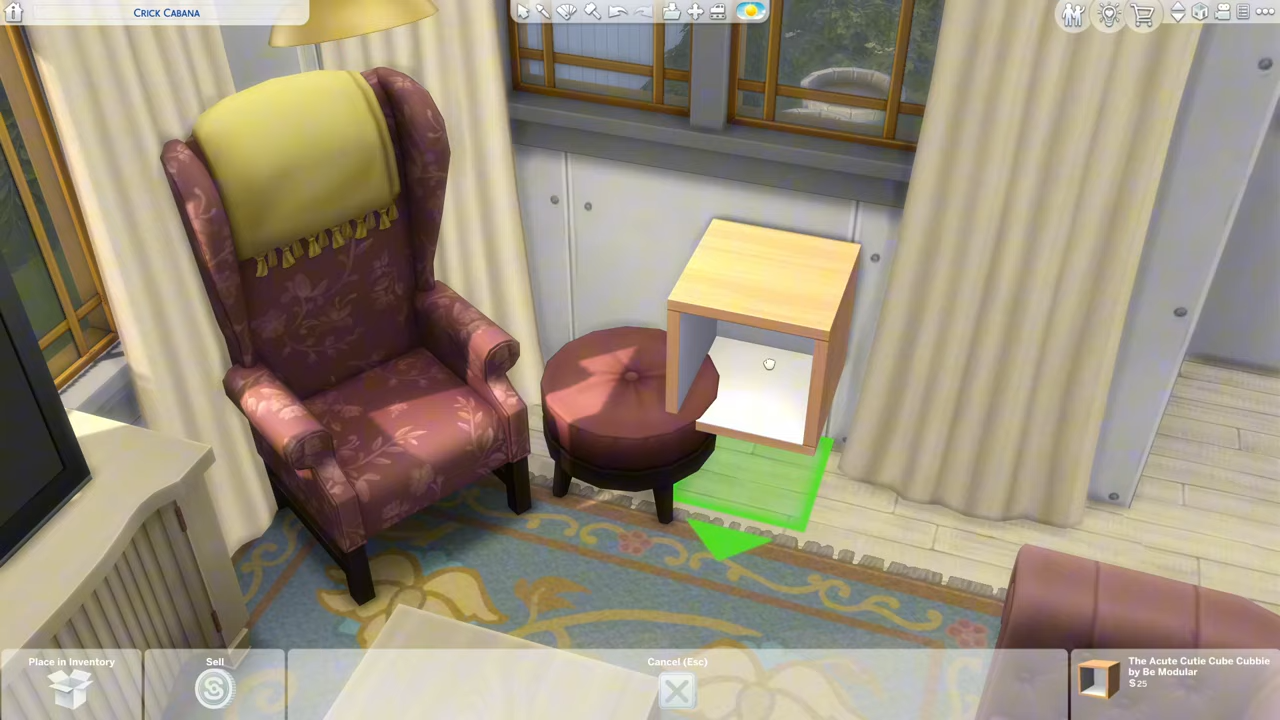 Crick Cabana
Place in Inventory
Sell
Cancel (Esc)
The Acute Cutie Cube Cubbie
by Be Modular
§25